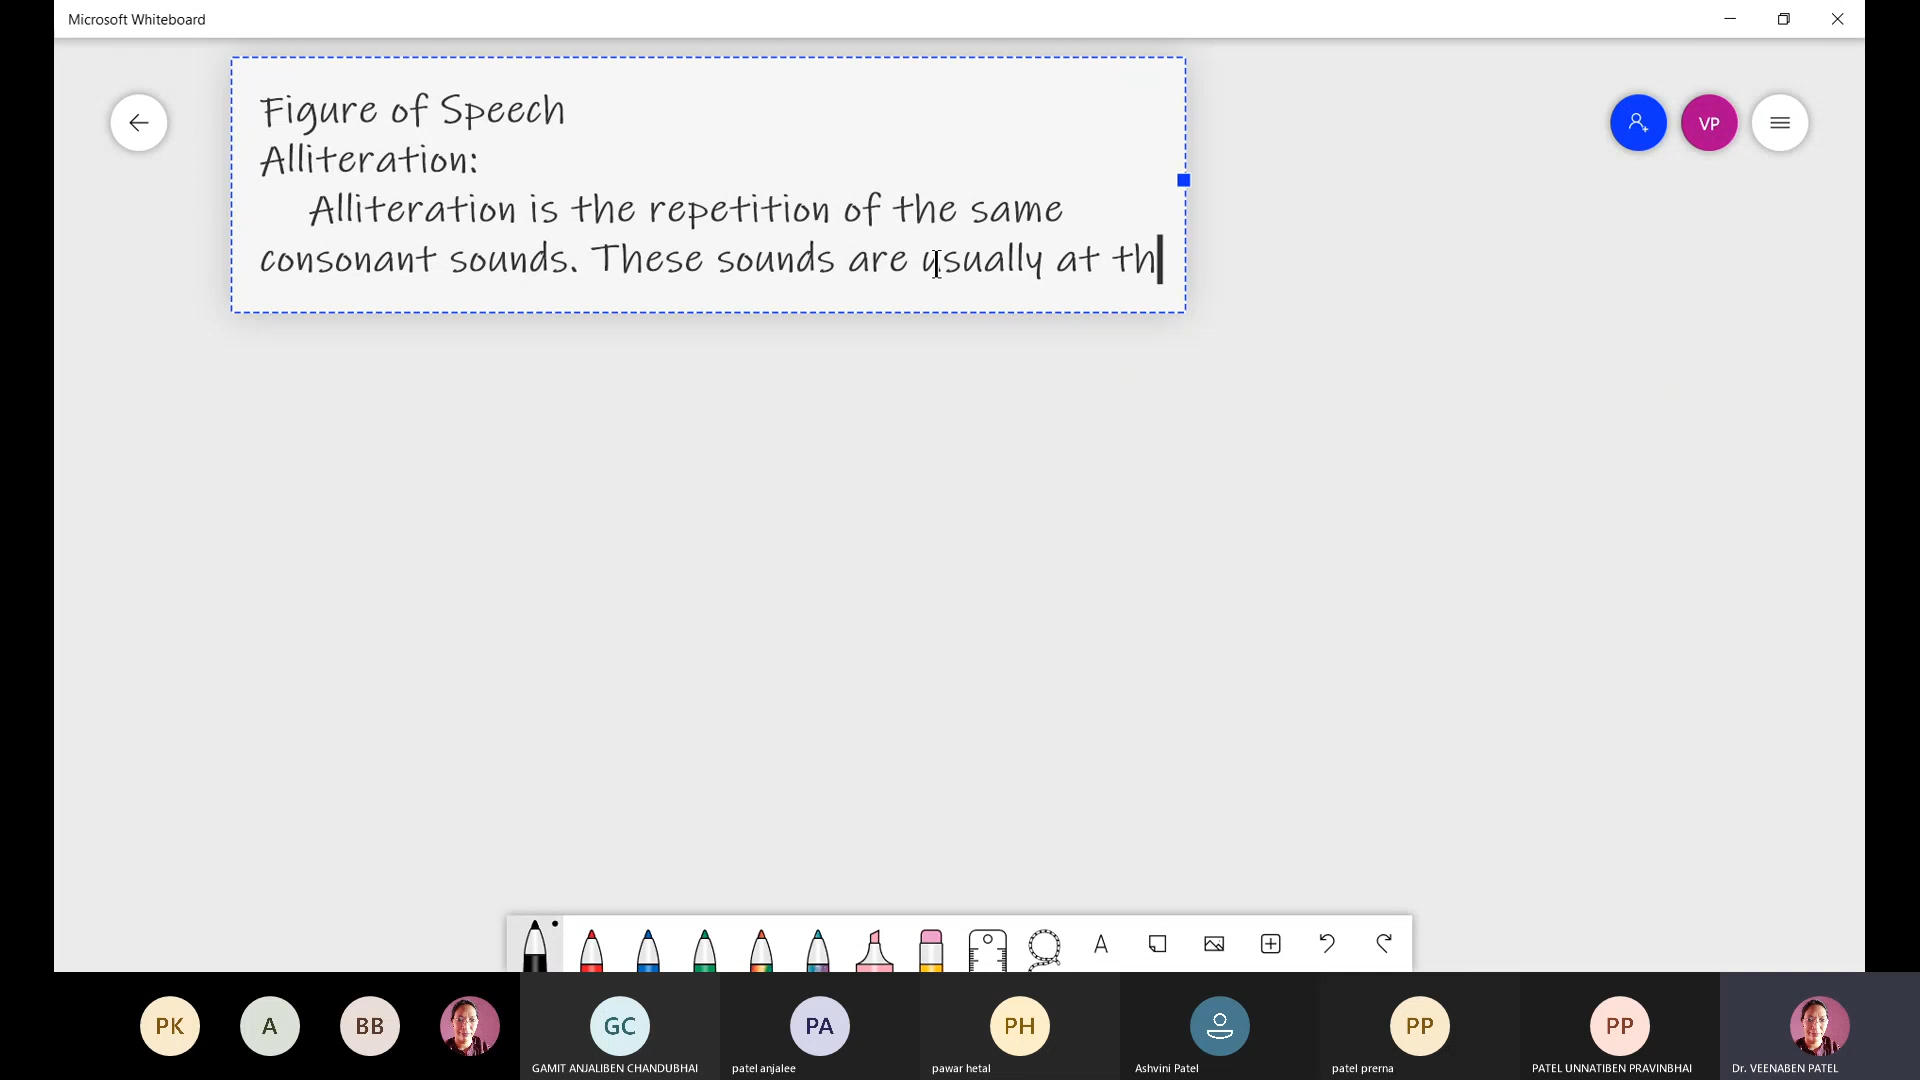 Microsoft Whiteboard
Figure of Speech
Alliteration:
Alliteration is the repetition of the same
consonant sounds. These sounds are usually at th
VP
A
PK
A
BB
GC
PA
PH
PP
PP
GAMIT ANJALIBEN CHANDUBHAI
patel anjalee
pawar hetal
Ashvini Patel
patel prerna
PATEL UNNATIBEN PRAVINBHAI
Dr. VEENABEN PATEL